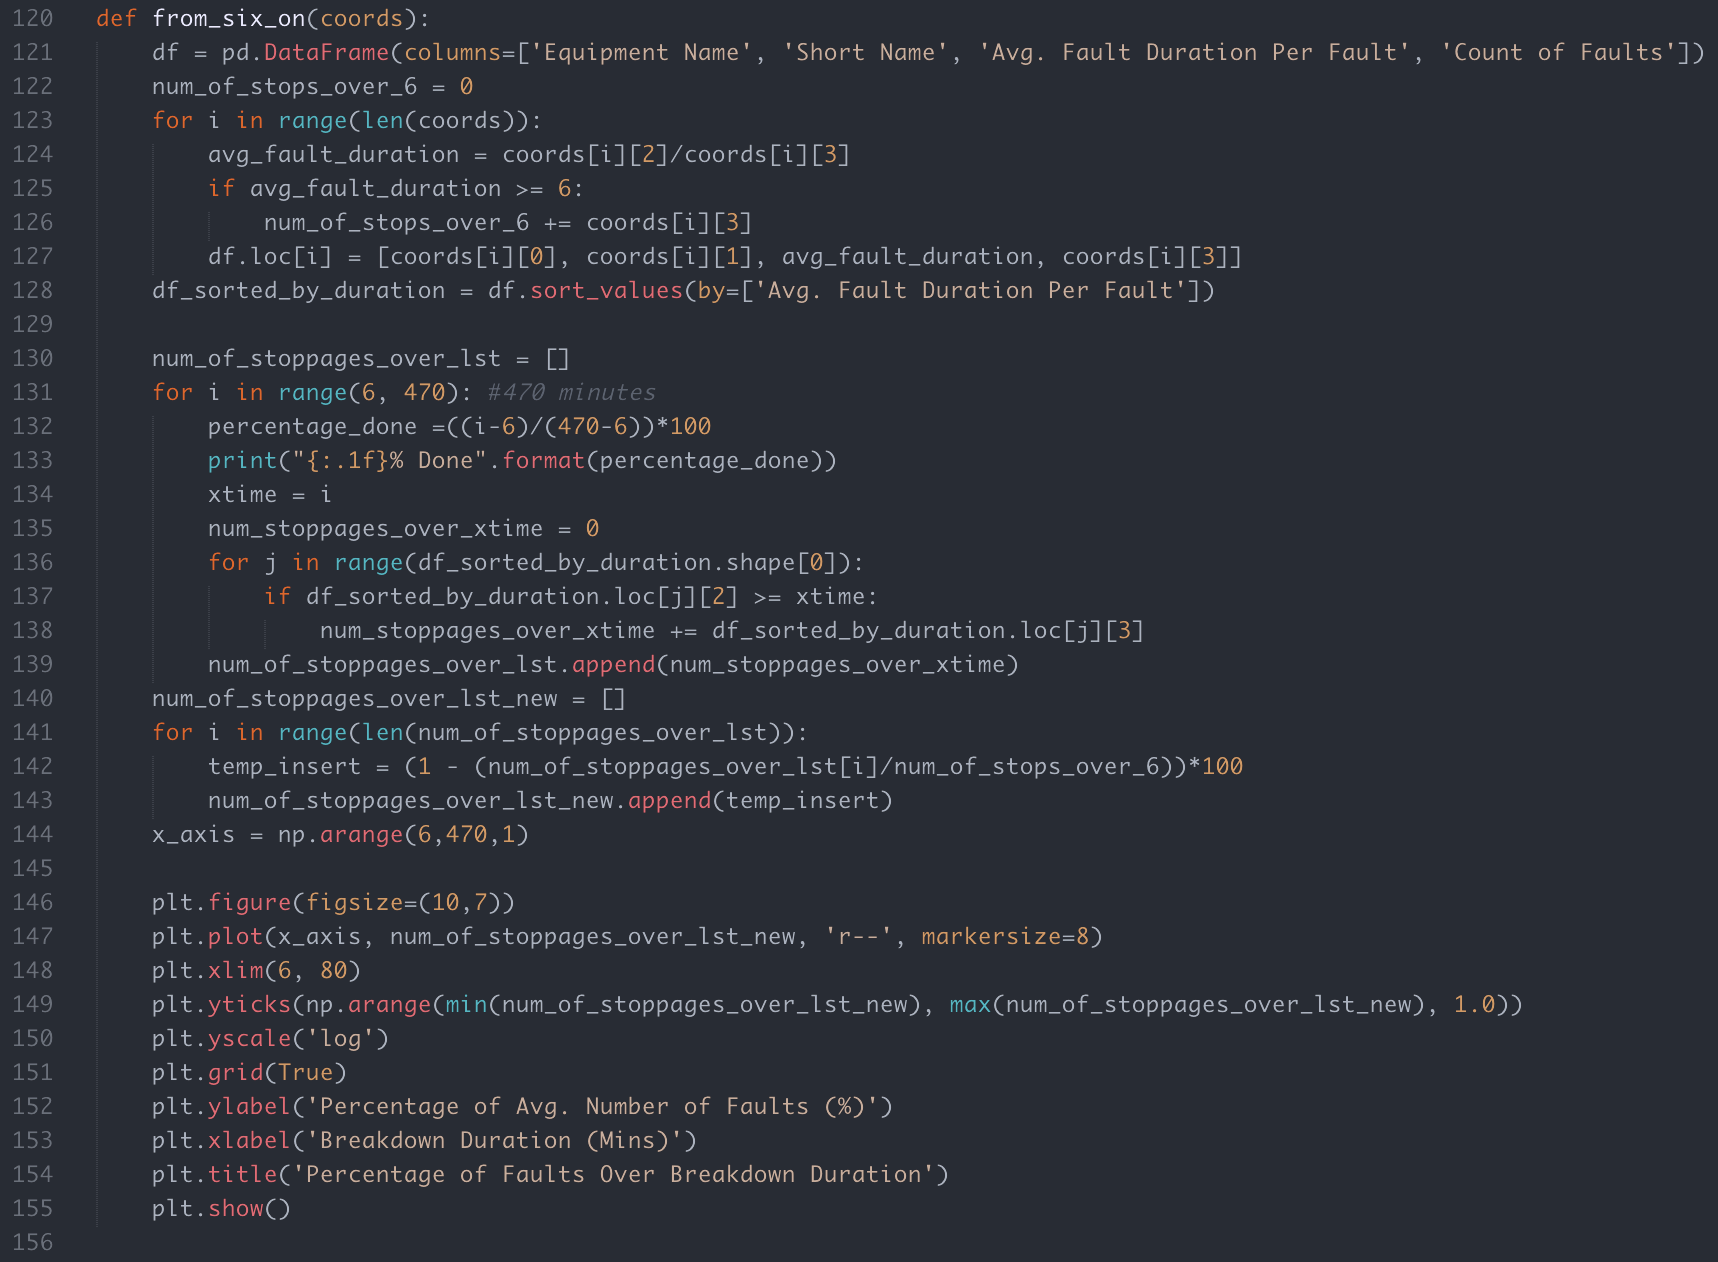 120 def from_six_on(coords):
121     df = pd.DataFrame(columns=['Equipment Name', 'Short Name', 'Avg. Fault Duration Per Fault', 'Count of Faults'])
122     num_of_stops_over_6 = 0
123     for i in range(len(coords)):
124         avg_fault_duration = coords[i][2]/coords[i][3]
125         if avg_fault_duration >= 6:
126             num_of_stops_over_6 += coords[i][3]
127         df.loc[i] = [coords[i][0], coords[i][1], avg_fault_duration, coords[i][3]]
128     df_sorted_by_duration = df.sort_values(by=['Avg. Fault Duration Per Fault'])
129
130     num_of_stoppages_over_lst = []
131     for i in range(6, 470): #470 minutes
132         percentage_done =((i-6)/(470-6))*100
133         print("{:.1f}% Done".format(percentage_done))
134         xtime = i
135         num_stoppages_over_xtime = 0
136         for j in range(df_sorted_by_duration.shape[0]):
137             if df_sorted_by_duration.loc[j][2] >= xtime:
138                 num_stoppages_over_xtime += df_sorted_by_duration.loc[j][3]
139         num_of_stoppages_over_lst.append(num_stoppages_over_xtime)
140     num_of_stoppages_over_lst_new = []
141     for i in range(len(num_of_stoppages_over_lst)):
142         temp_insert = (1 - (num_of_stoppages_over_lst[i]/num_of_stops_over_6))*100
143         num_of_stoppages_over_lst_new.append(temp_insert)
144     x_axis = np.arange(6,470,1)
145
146     plt.figure(figsize=(10,7))
147     plt.plot(x_axis, num_of_stoppages_over_lst_new, 'r--', markersize=8)
148     plt.xlim(6, 80)
149     plt.yticks(np.arange(min(num_of_stoppages_over_lst_new), max(num_of_stoppages_over_lst_new), 1.0))
150     plt.yscale('log')
151     plt.grid(True)
152     plt.ylabel('Percentage of Avg. Number of Faults (%)')
153     plt.xlabel('Breakdown Duration (Mins)')
154     plt.title('Percentage of Faults Over Breakdown Duration')
155     plt.show()
156